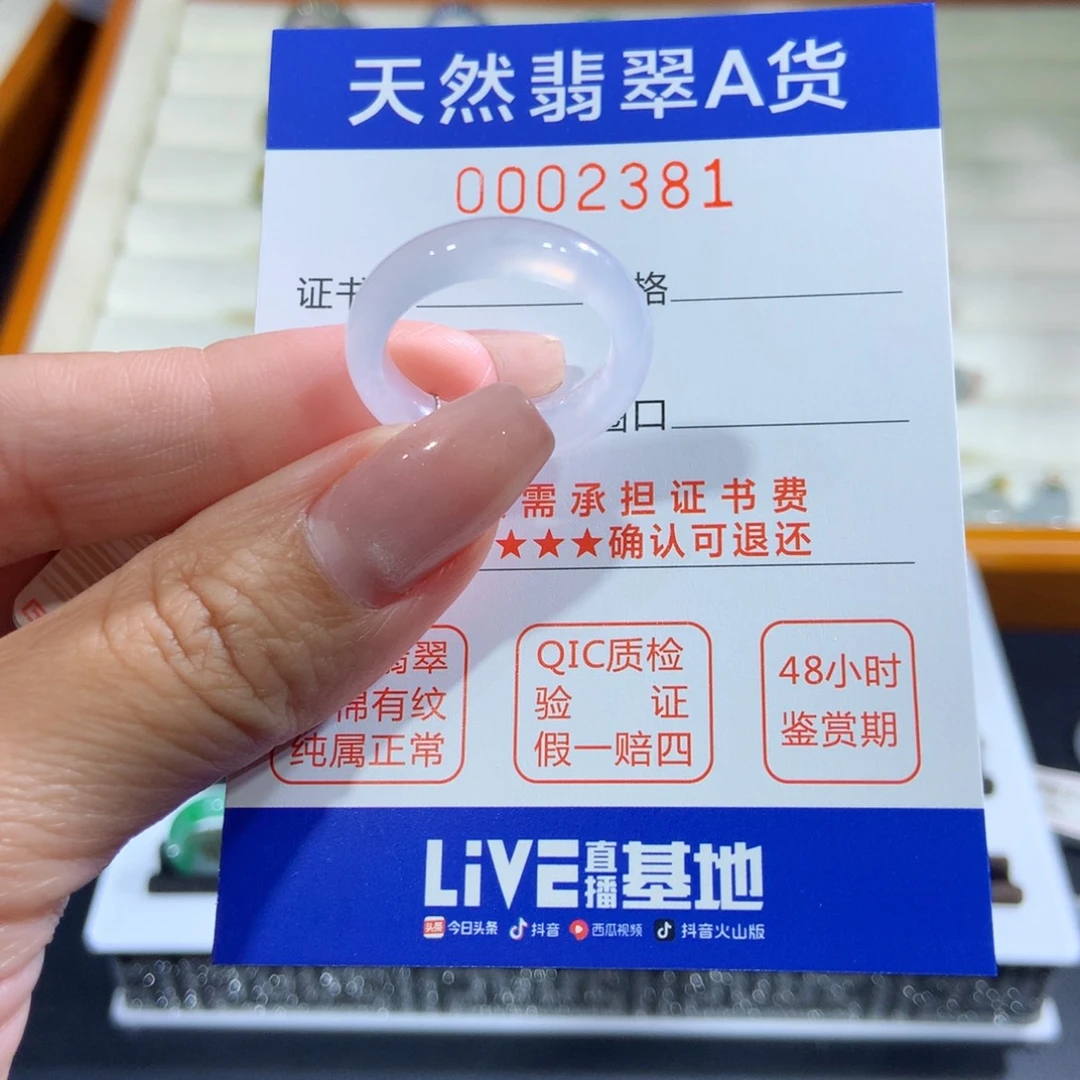 天然翡翠A货
0002381
证书 格
口
需承担证书费
★★★确认可退还
翡翠
棉有纹
纯属正常
QIC质检
验 证
假一赔四
48小时
鉴赏期
LiVE直播基地
头条 今日头条 抖音 西瓜视频 抖音火山版